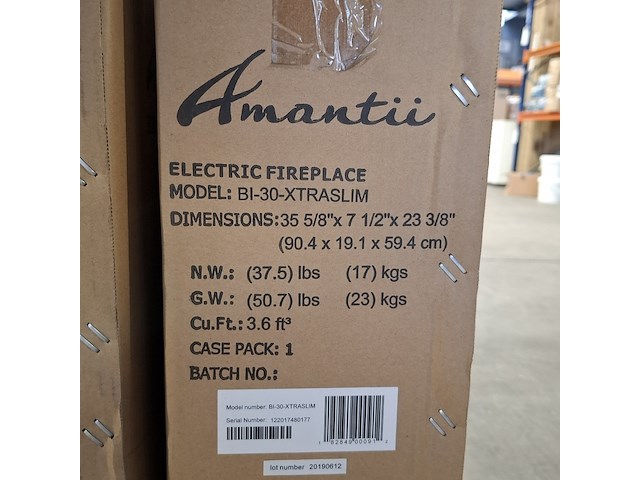 Amantii
ELECTRIC FIREPLACE
MODEL: BI-30-XTRASLIM
DIMENSIONS: 35 5/8"x 7 1/2"x 23 3/8"
(90.4 x 19.1 x 59.4 cm)
N.W.: (37.5) lbs (17) kgs
G.W.: (50.7) lbs (23) kgs
Cu.Ft.: 3.6 ft³
CASE PACK: 1
BATCH NO.:
Model number: BI-30-XTRASLIM
Serial Number: 122017480177
lot number 20190612